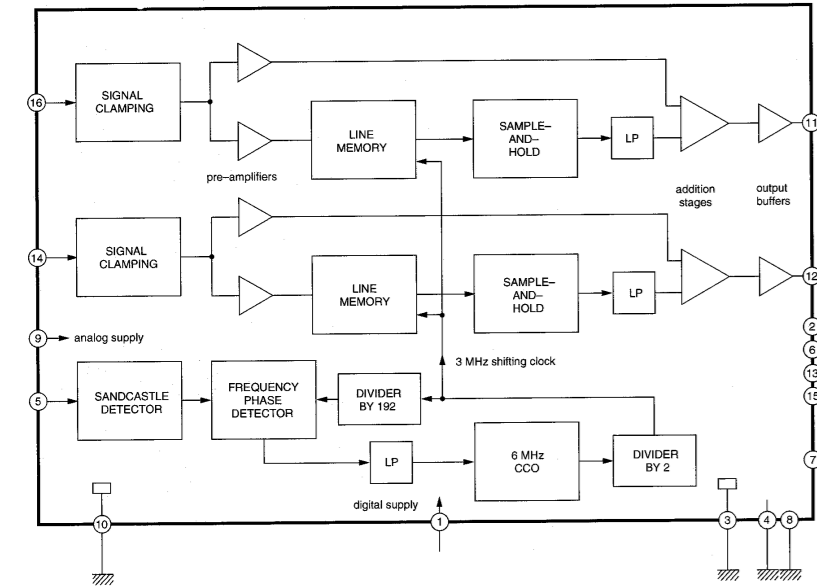 SIGNAL
CLAMPING
16
pre–amplifiers
LINE
MEMORY
SAMPLE–
AND–
HOLD
LP
11
addition
stages
output
buffers
SIGNAL
CLAMPING
14
LINE
MEMORY
SAMPLE–
AND–
HOLD
LP
12
2
6
13
15
7
9
analog supply
3 MHz shifting clock
5
SANDCASTLE
DETECTOR
FREQUENCY
PHASE
DETECTOR
DIVIDER
BY 192
LP
6 MHz
CCO
DIVIDER
BY 2
digital supply
10
1
3
4
8